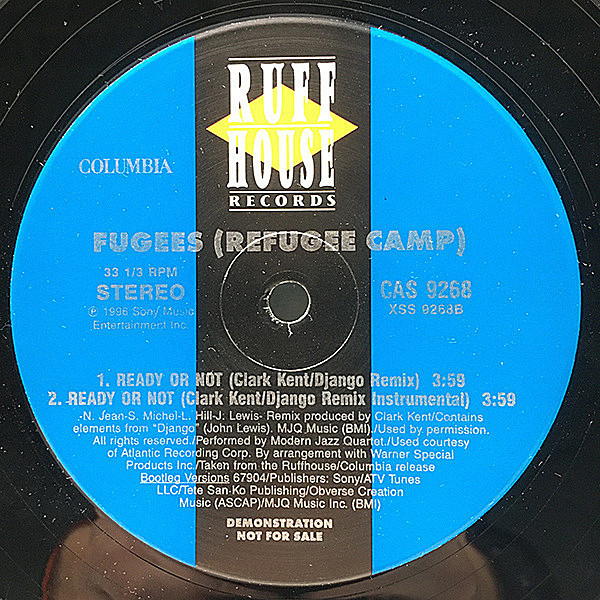 RUFF
HOUSE
RECORDS
COLUMBIA
FUGEES (REFUGEE CAMP)
33 1/3 RPM
STEREO
℗ 1996 Sony Music
Entertainment Inc.
CAS 9268
XSS 9268B
1. READY OR NOT (Clark Kent/Django Remix) 3:59
2. READY OR NOT (Clark Kent/Django Remix Instrumental) 3:59
-N. Jean-S. Michel-L. Hill-J. Lewis- Remix produced by Clark Kent/Contains
elements from "Django" (John Lewis). MJQ Music (BMI)./Used by permission.
All rights reserved./Performed by Modern Jazz Quartet./Used courtesy
of Atlantic Recording Corp. By arrangement with Warner Special
Products Inc./Taken from the Ruffhouse/Columbia release
Bootleg Versions 67904/Publishers: Sony/ATV Tunes
LLC/Tete San-Ko Publishing/Obverse Creation
Music (ASCAP)/MJQ Music Inc. (BMI)
DEMONSTRATION
NOT FOR SALE